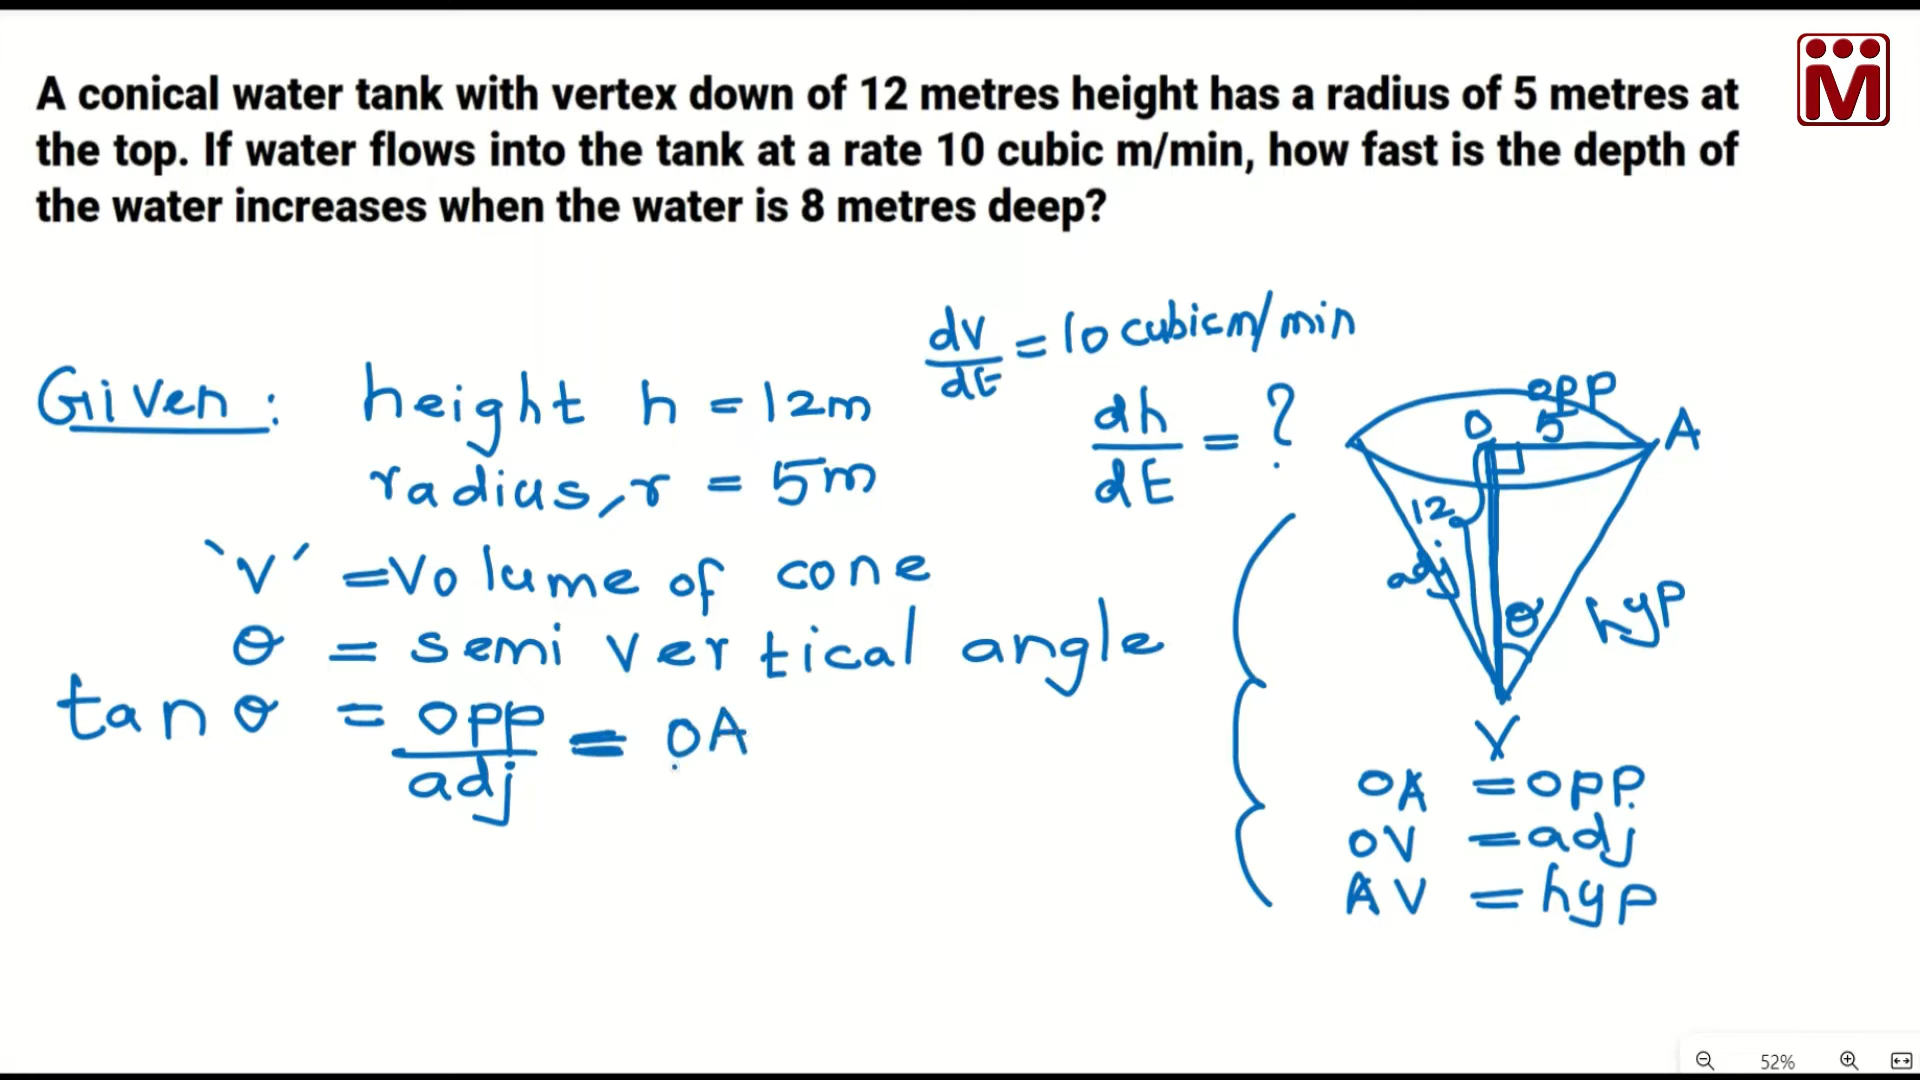 A conical water tank with vertex down of 12 metres height has a radius of 5 metres at
the top. If water flows into the tank at a rate 10 cubic m/min, how fast is the depth of
the water increases when the water is 8 metres deep?
M
dv/dt = 10 cubic m/min
Given: height h = 12m
dh/dt = ?
radius, r = 5m
'V' = Volume of cone
θ = semi vertical angle
tan θ = opp/adj = OA
opp
O 5 A
12
adj
θ hyp
V
OA = opp.
OV = adj
AV = hyp
52%